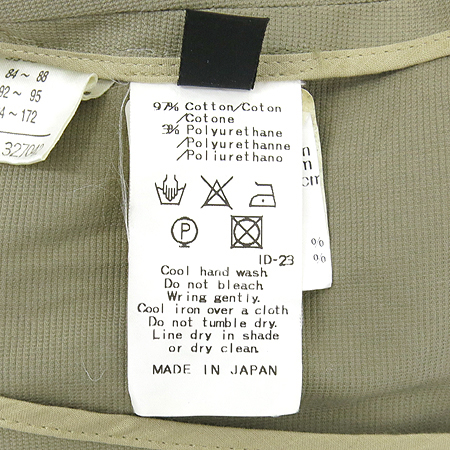 84 ~ 88
92 ~ 95
4 ~ 172
97% Cotton/Coton
/Cotone
3% Polyurethane
/Polyurethanne
/Poliuretano
P
ID-23
Cool hand wash.
Do not bleach.
Wring gently.
Cool iron over a cloth
Do not tumble dry.
Line dry in shade
or dry clean.
MADE IN JAPAN
cm
%
%